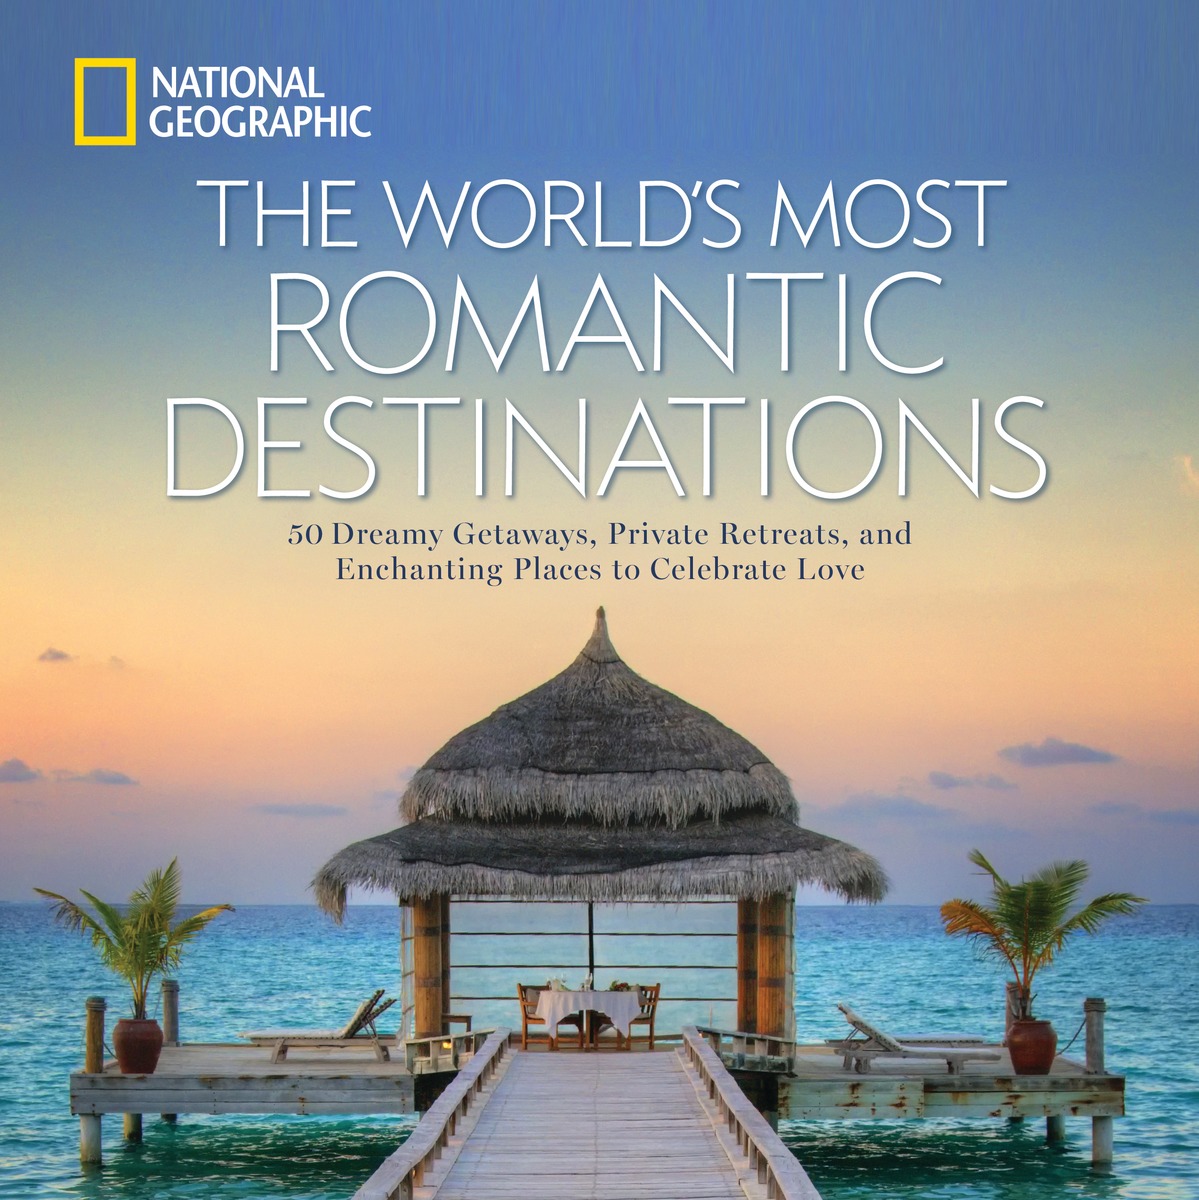 NATIONAL
GEOGRAPHIC
THE WORLD'S MOST
ROMANTIC
DESTINATIONS
50 Dreamy Getaways, Private Retreats, and
Enchanting Places to Celebrate Love